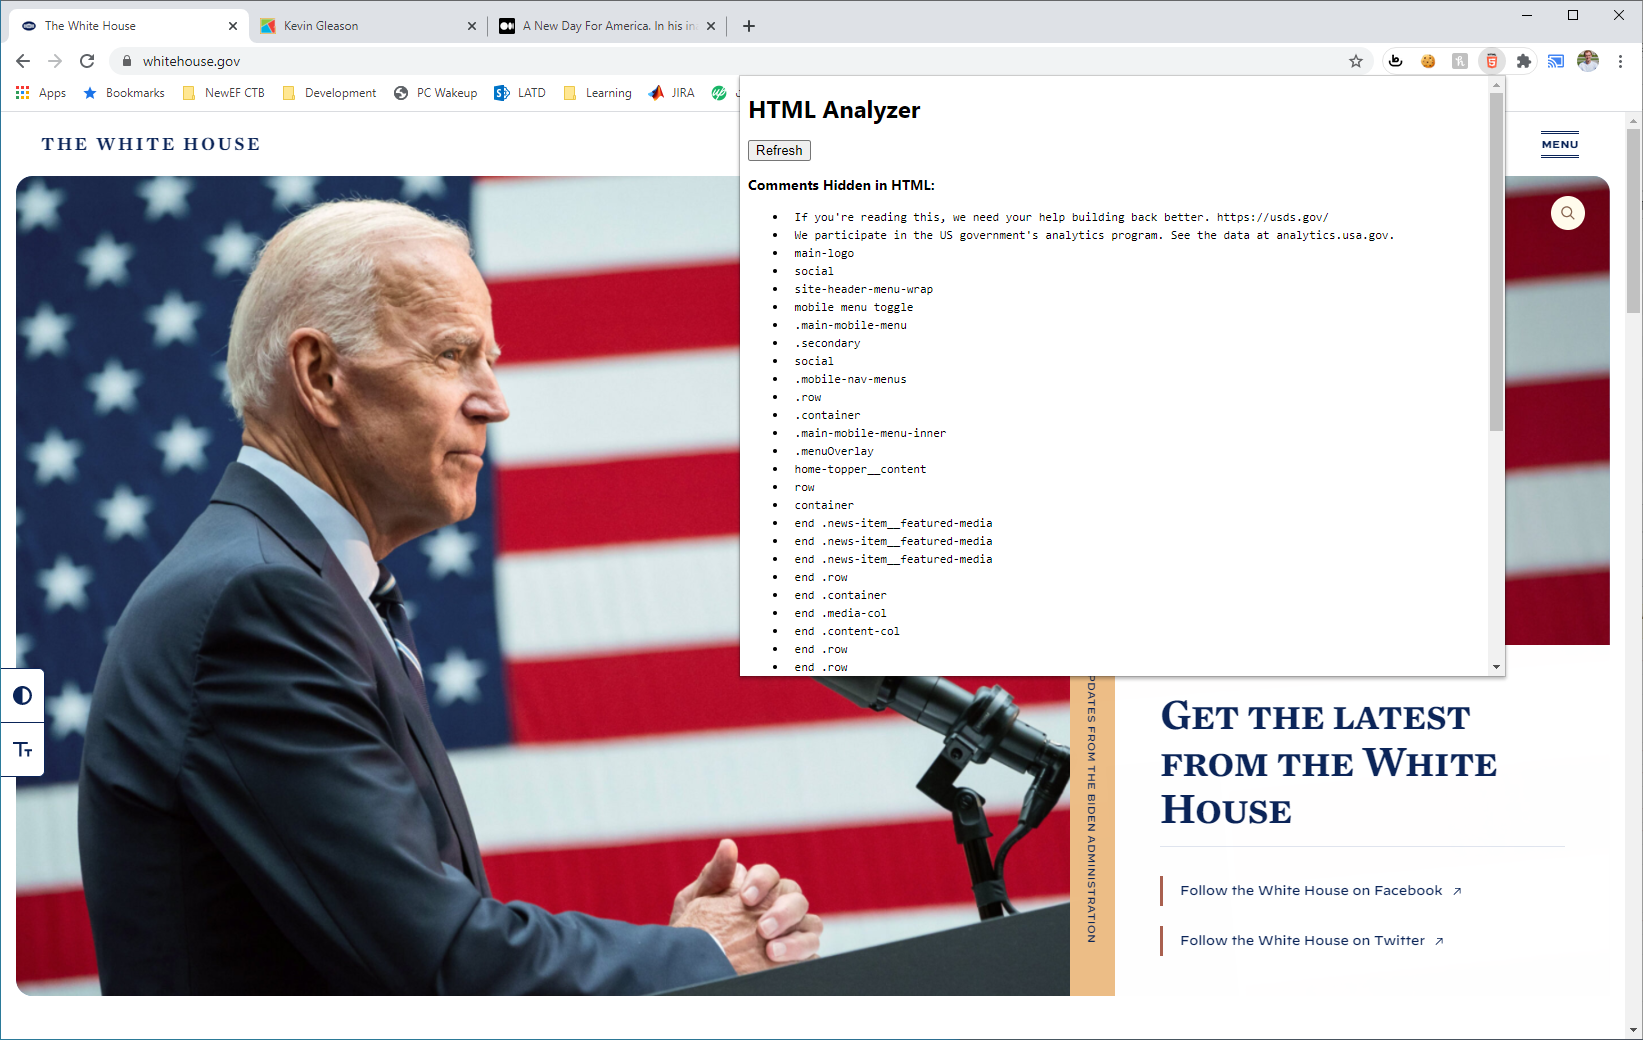 The White House
Kevin Gleason
A New Day For America. In his in
whitehouse.gov
Apps
Bookmarks
NewEF CTB
Development
PC Wakeup
LATD
Learning
JIRA
THE WHITE HOUSE
MENU
HTML Analyzer
Refresh
Comments Hidden in HTML:
If you're reading this, we need your help building back better. https://usds.gov/
We participate in the US government's analytics program. See the data at analytics.usa.gov.
main-logo
social
site-header-menu-wrap
mobile menu toggle
.main-mobile-menu
.secondary
social
.mobile-nav-menus
.row
.container
.main-mobile-menu-inner
.menuOverlay
home-topper__content
row
container
end .news-item__featured-media
end .news-item__featured-media
end .news-item__featured-media
end .row
end .container
end .media-col
end .content-col
end .row
end .row
TT
PDATES FROM THE BIDEN ADMINISTRATION
GET THE LATEST
FROM THE WHITE
HOUSE
Follow the White House on Facebook
Follow the White House on Twitter